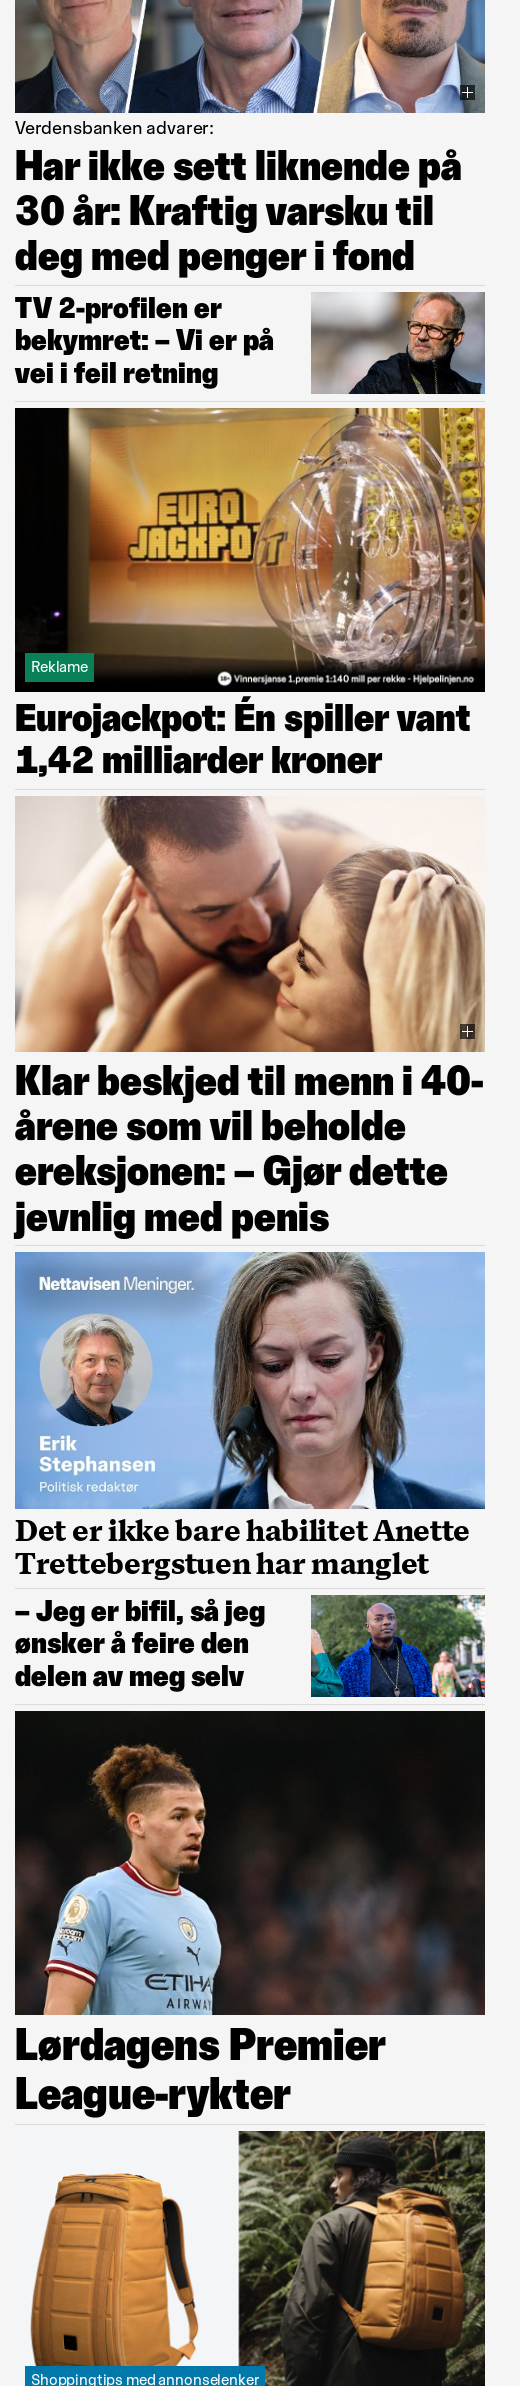 Verdensbanken advarer:
Har ikke sett liknende på
30 år: Kraftig varsku til
deg med penger i fond
TV 2-profilen er
bekymret: – Vi er på
vei i feil retning
EURO
JACKPOT
Reklame
18+ Vinnersjanse 1.premie 1:140 mill per rekke - Hjelpelinjen.no
Eurojackpot: Én spiller vant
1,42 milliarder kroner
Klar beskjed til menn i 40-
årene som vil beholde
ereksjonen: – Gjør dette
jevnlig med penis
Nettavisen Meninger.
Erik
Stephansen
Politisk redaktør
Det er ikke bare habilitet Anette
Trettebergstuen har manglet
– Jeg er bifil, så jeg
ønsker å feire den
delen av meg selv
ETIHA
AIRWA
Lørdagens Premier
League-rykter
Shoppingtips med annonselenker